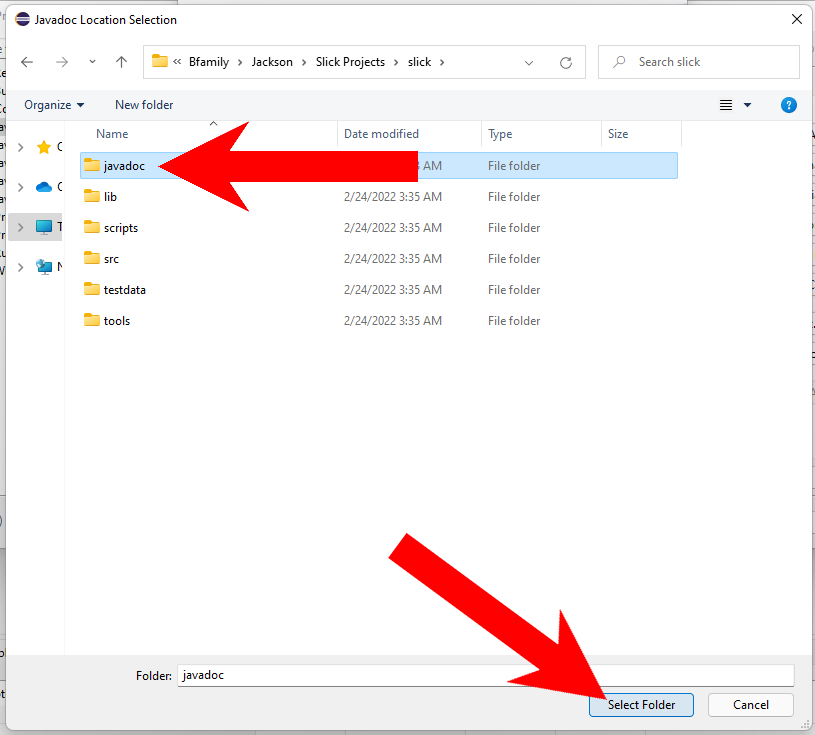 Javadoc Location Selection
« Bfamily > Jackson > Slick Projects > slick >
Search slick
Organize New folder
Name Date modified Type Size
javadoc AM File folder
lib 2/24/2022 3:35 AM File folder
scripts 2/24/2022 3:35 AM File folder
src 2/24/2022 3:35 AM File folder
testdata 2/24/2022 3:35 AM File folder
tools 2/24/2022 3:35 AM File folder
Folder: javadoc
Select Folder Cancel